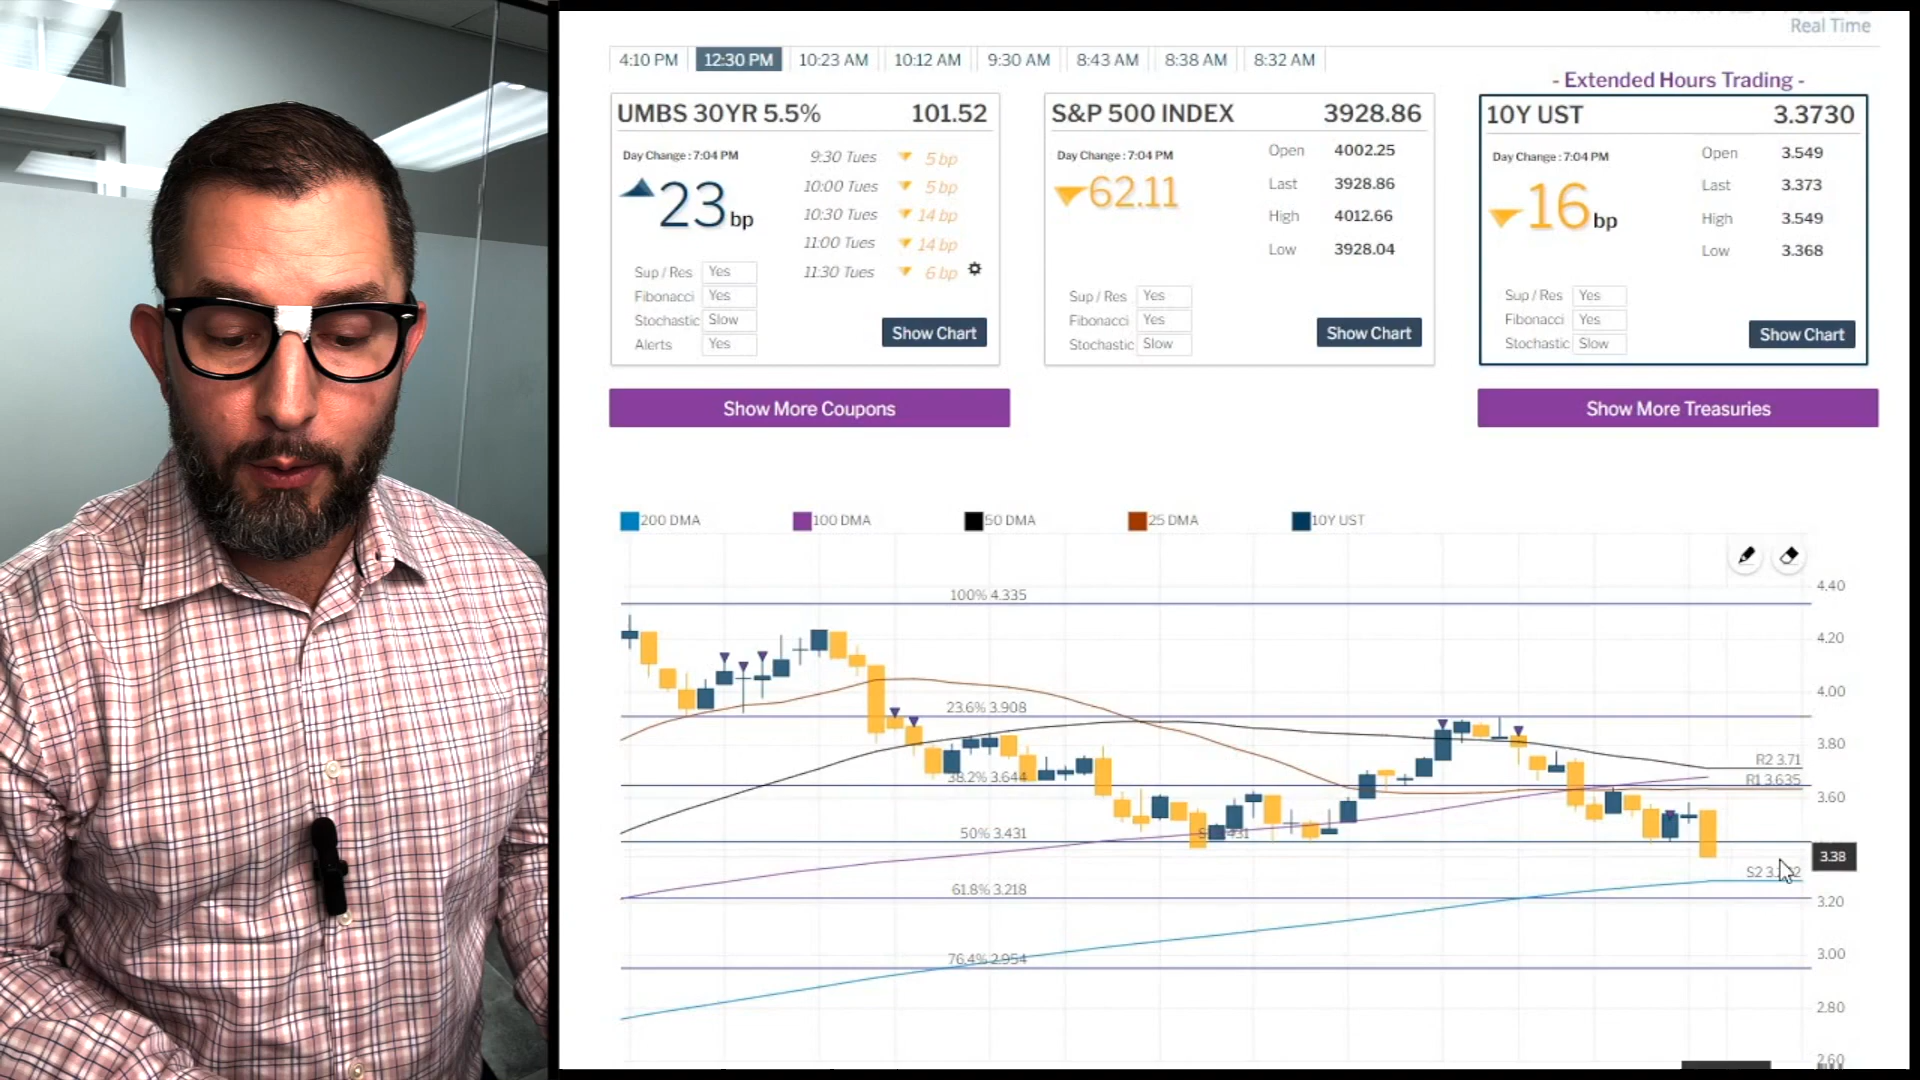 Real Time
4:10 PM 12:30 PM 10:23 AM 10:12 AM 9:30 AM 8:43 AM 8:38 AM 8:32 AM
- Extended Hours Trading -
UMBS 30YR 5.5% 101.52
Day Change : 7:04 PM
23 bp
9:30 Tues 5 bp
10:00 Tues 5 bp
10:30 Tues 14 bp
11:00 Tues 14 bp
11:30 Tues 6 bp
Sup / Res Yes
Fibonacci Yes
Stochastic Slow
Alerts Yes
Show Chart
S&P 500 INDEX 3928.86
Day Change : 7:04 PM
62.11
Open 4002.25
Last 3928.86
High 4012.66
Low 3928.04
Sup / Res Yes
Fibonacci Yes
Stochastic Slow
Show Chart
10Y UST 3.3730
Day Change : 7:04 PM
16 bp
Open 3.549
Last 3.373
High 3.549
Low 3.368
Sup / Res Yes
Fibonacci Yes
Stochastic Slow
Show Chart
Show More Coupons
Show More Treasuries
200 DMA 100 DMA 50 DMA 25 DMA 10Y UST
4.40
100% 4.335
4.20
4.00
23.6% 3.908
3.80
R2 3.71
38.2% 3.644
R1 3.635
3.60
50% 3.431
3.38
S2
61.8% 3.218
3.20
3.00
76.4% 2.954
2.80
2.60